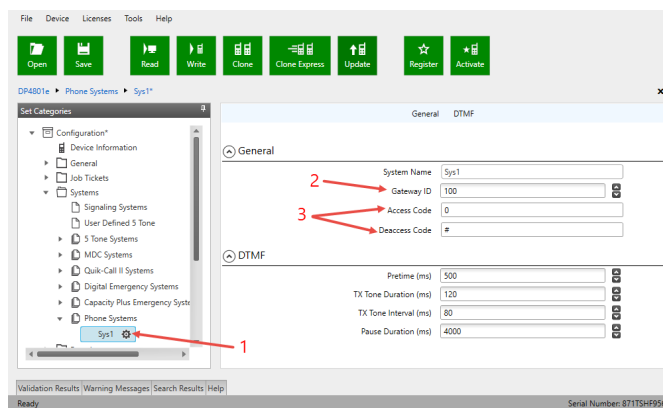 File Device Licenses Tools Help
Open Save Read Write Clone Clone Express Update Register Activate
DP4801e Phone Systems Sys1*
Set Categories
General DTMF
Configuration*
Device Information
General
Job Tickets
Systems
Signaling Systems
User Defined 5 Tone
5 Tone Systems
MDC Systems
Quik-Call II Systems
Digital Emergency Systems
Capacity Plus Emergency Syste
Phone Systems
Sys1
1
General
System Name Sys1
2 Gateway ID 100
3 Access Code 0
Deaccess Code #
DTMF
Pretime (ms) 500
TX Tone Duration (ms) 120
TX Tone Interval (ms) 80
Pause Duration (ms) 4000
Validation Results Warning Messages Search Results Help
Ready Serial Number: 871TSHF956